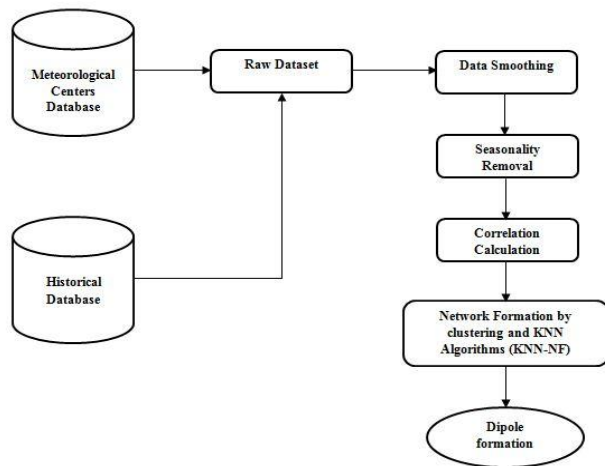 Meteorological
Centers
Database
Raw Dataset
Data Smoothing
Seasonality
Removal
Correlation
Calculation
Historical
Database
Network Formation by
clustering and KNN
Algorithms (KNN-NF)
Dipole
formation